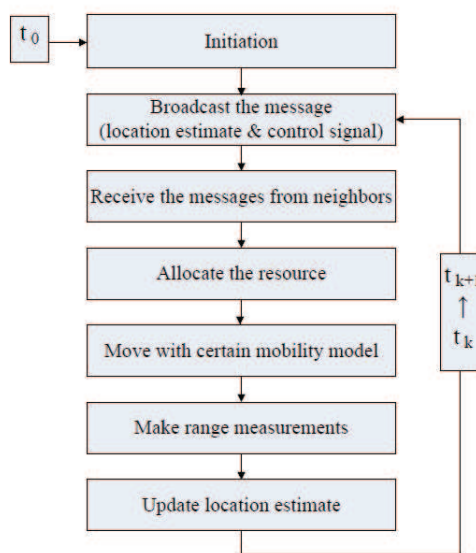 t 0
Initiation
Broadcast the message
(location estimate & control signal)
Receive the messages from neighbors
Allocate the resource
Move with certain mobility model
Make range measurements
Update location estimate
t k+1
↑
t k